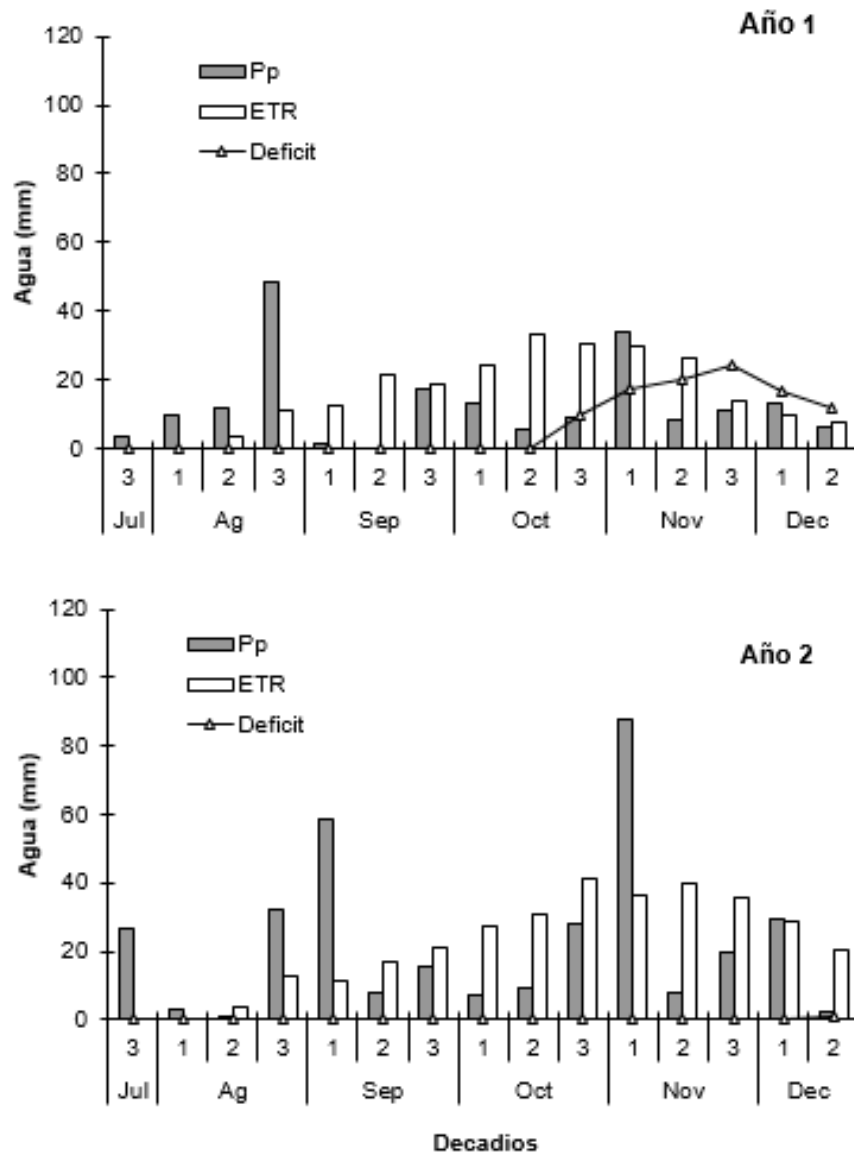 Año 1
120
100
80
60
40
20
0
Agua (mm)
Pp
ETR
Deficit
3 1 2 3 1 2 3 1 2 3 1 2 3 1 2
Jul Ag Sep Oct Nov Dec
Año 2
120
100
80
60
40
20
0
Agua (mm)
Pp
ETR
Deficit
3 1 2 3 1 2 3 1 2 3 1 2 3 1 2
Jul Ag Sep Oct Nov Dec
Decadios